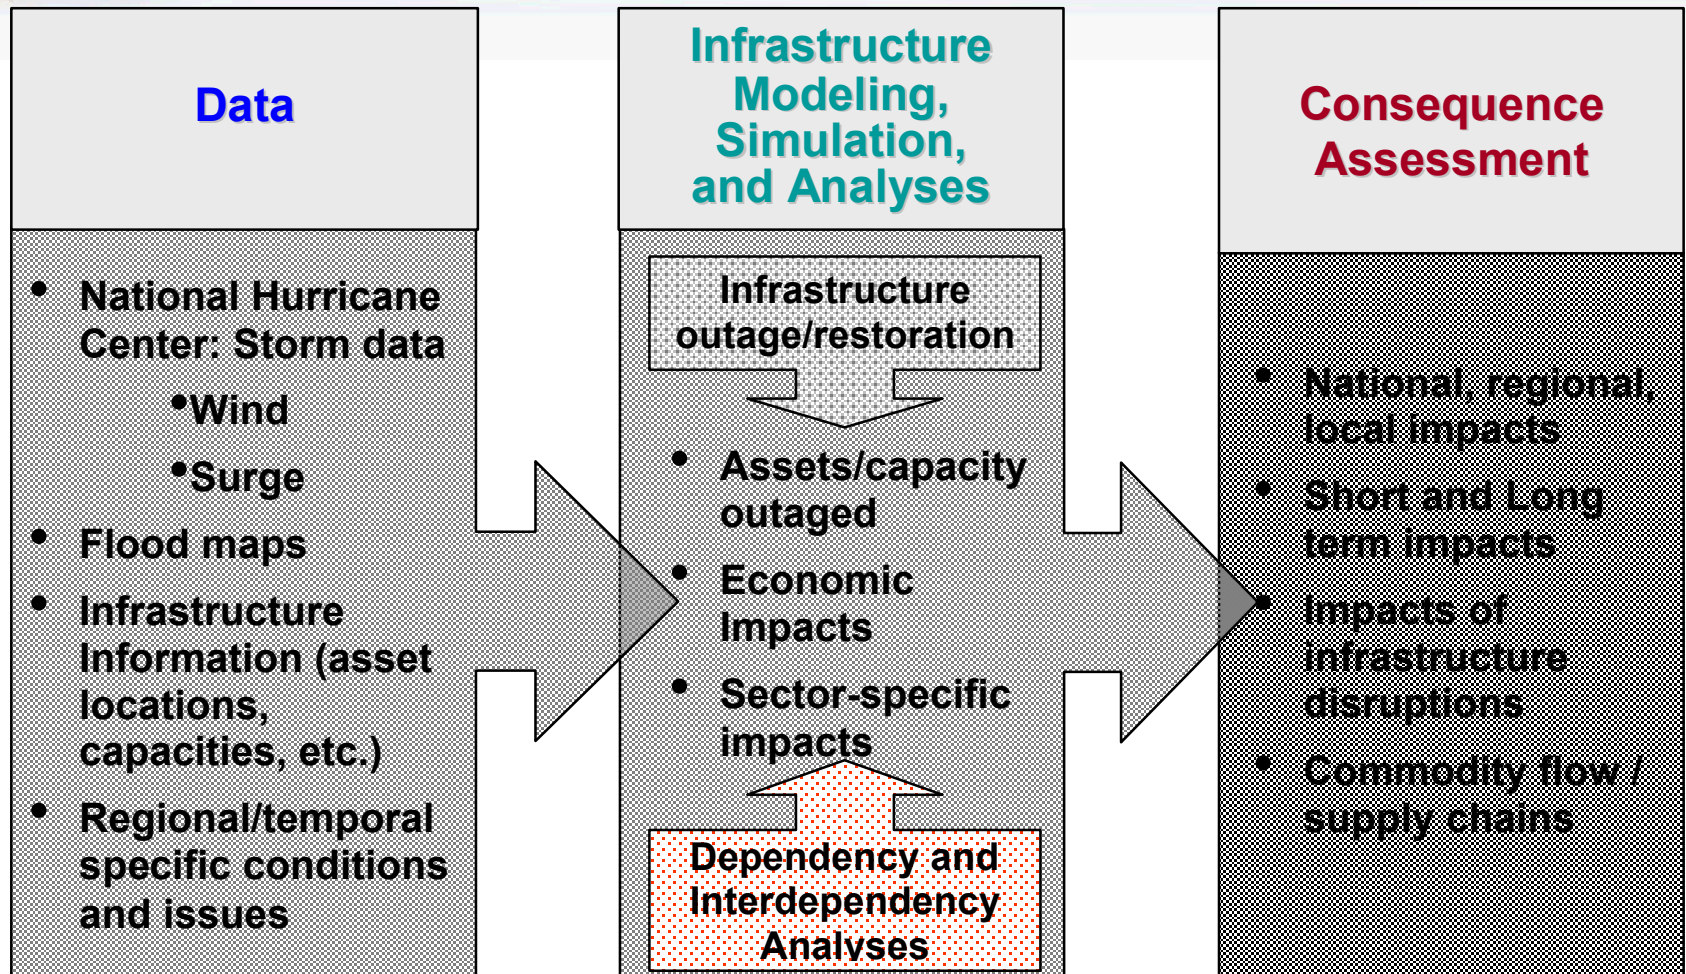 Data
• National Hurricane
Center: Storm data
•Wind
•Surge
• Flood maps
• Infrastructure
Information (asset
locations,
capacities, etc.)
• Regional/temporal
specific conditions
and issues
Infrastructure
Modeling,
Simulation,
and Analyses
Infrastructure
outage/restoration
• Assets/capacity
outaged
• Economic
Impacts
• Sector-specific
impacts
Dependency and
Interdependency
Analyses
Consequence
Assessment
• National, regional,
local impacts
• Short and Long
term impacts
• Impacts of
infrastructure
disruptions
• Commodity flow /
supply chains